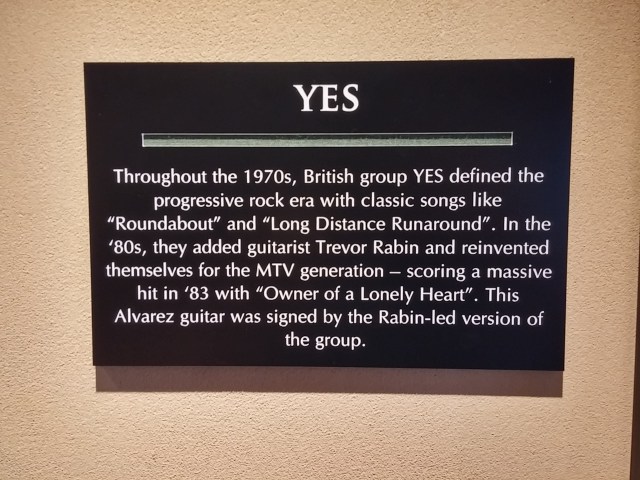 YES
Throughout the 1970s, British group YES defined the
progressive rock era with classic songs like
“Roundabout” and “Long Distance Runaround”. In the
‘80s, they added guitarist Trevor Rabin and reinvented
themselves for the MTV generation – scoring a massive
hit in ‘83 with “Owner of a Lonely Heart”. This
Alvarez guitar was signed by the Rabin-led version of
the group.